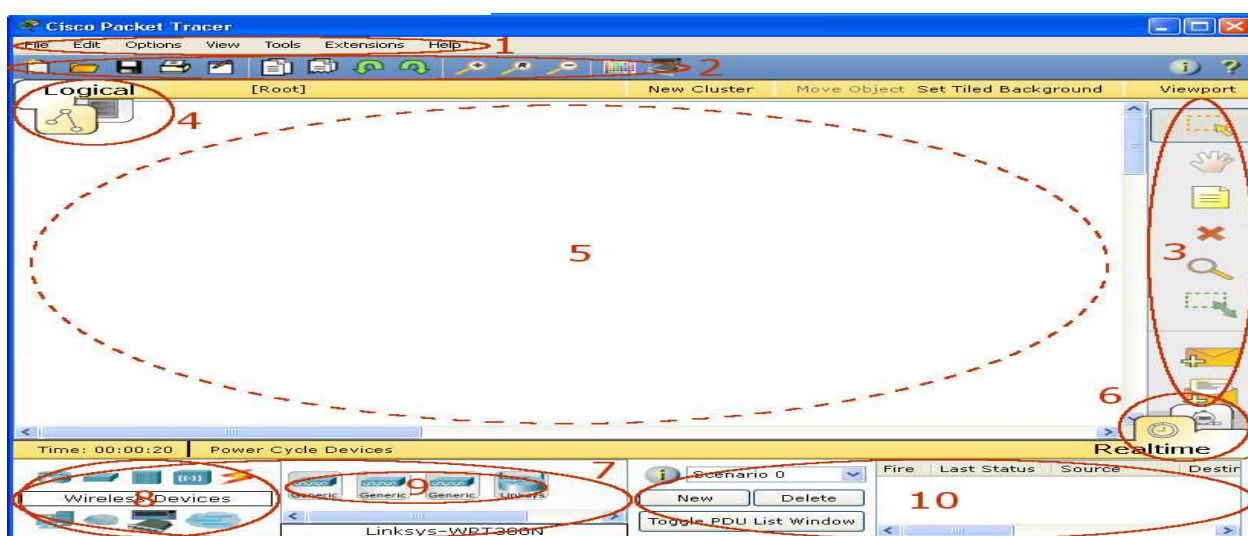 Cisco Packet Tracer
File Edit Options View Tools Extensions Help 1
2
Logical [Root] New Cluster Move Object Set Tiled Background Viewport
4
5
3
6
Time: 00:00:20 Power Cycle Devices Realtime
7
Scenario 0 Fire Last Status Source Destin
Wireless Devices 8 Generic Generic 9 Generic Linksys New Delete 10
Linksys-WRT300N Toggle PDU List Window